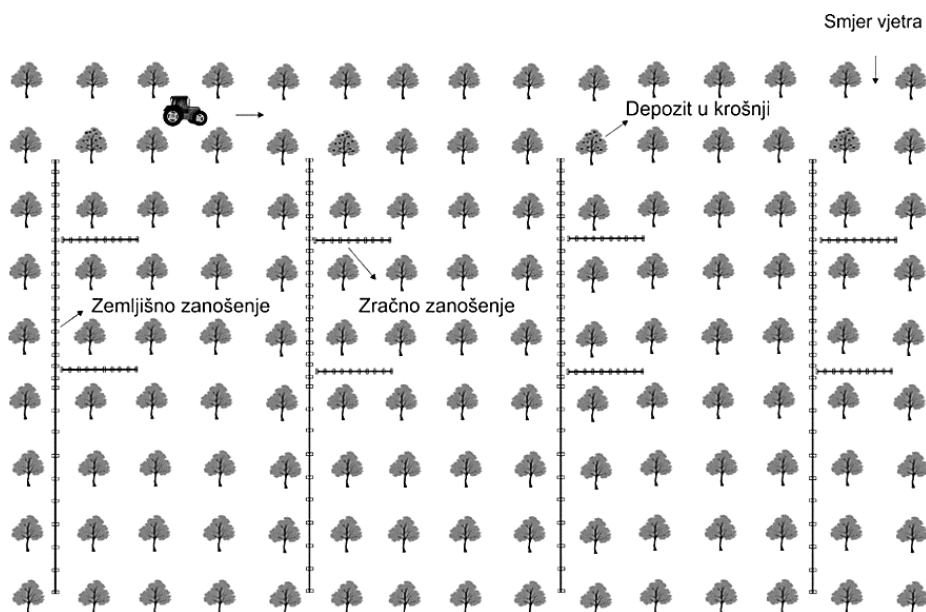 Smjer vjetra
Depozit u krošnji
Zemljišno zanošenje
Zračno zanošenje